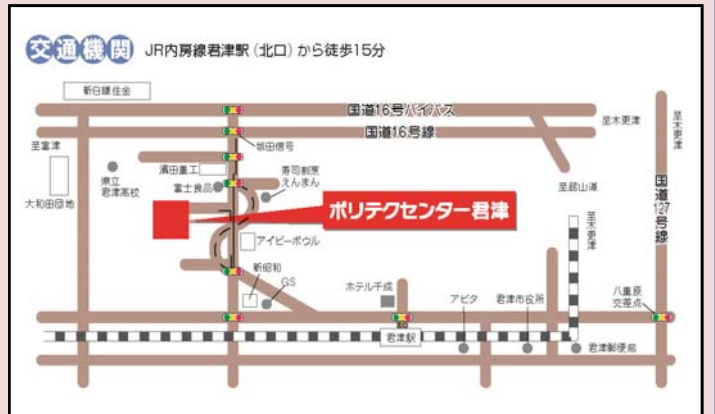 交通機関 JR内房線君津駅（北口）から徒歩15分
新日鐵住金
国道16号バイパス
国道16号線
至木更津
至木更津
至富津
坂田信号
濱田重工
寿司割烹
えんまん
県立
君津高校
富士食品
大和田団地
至館山道
至木更津
国道127号線
ポリテクセンター君津
アイビーボウル
新昭和
GS
ホテル千成
アピタ
君津市役所
八重原
交差点
君津駅
君津郵便局